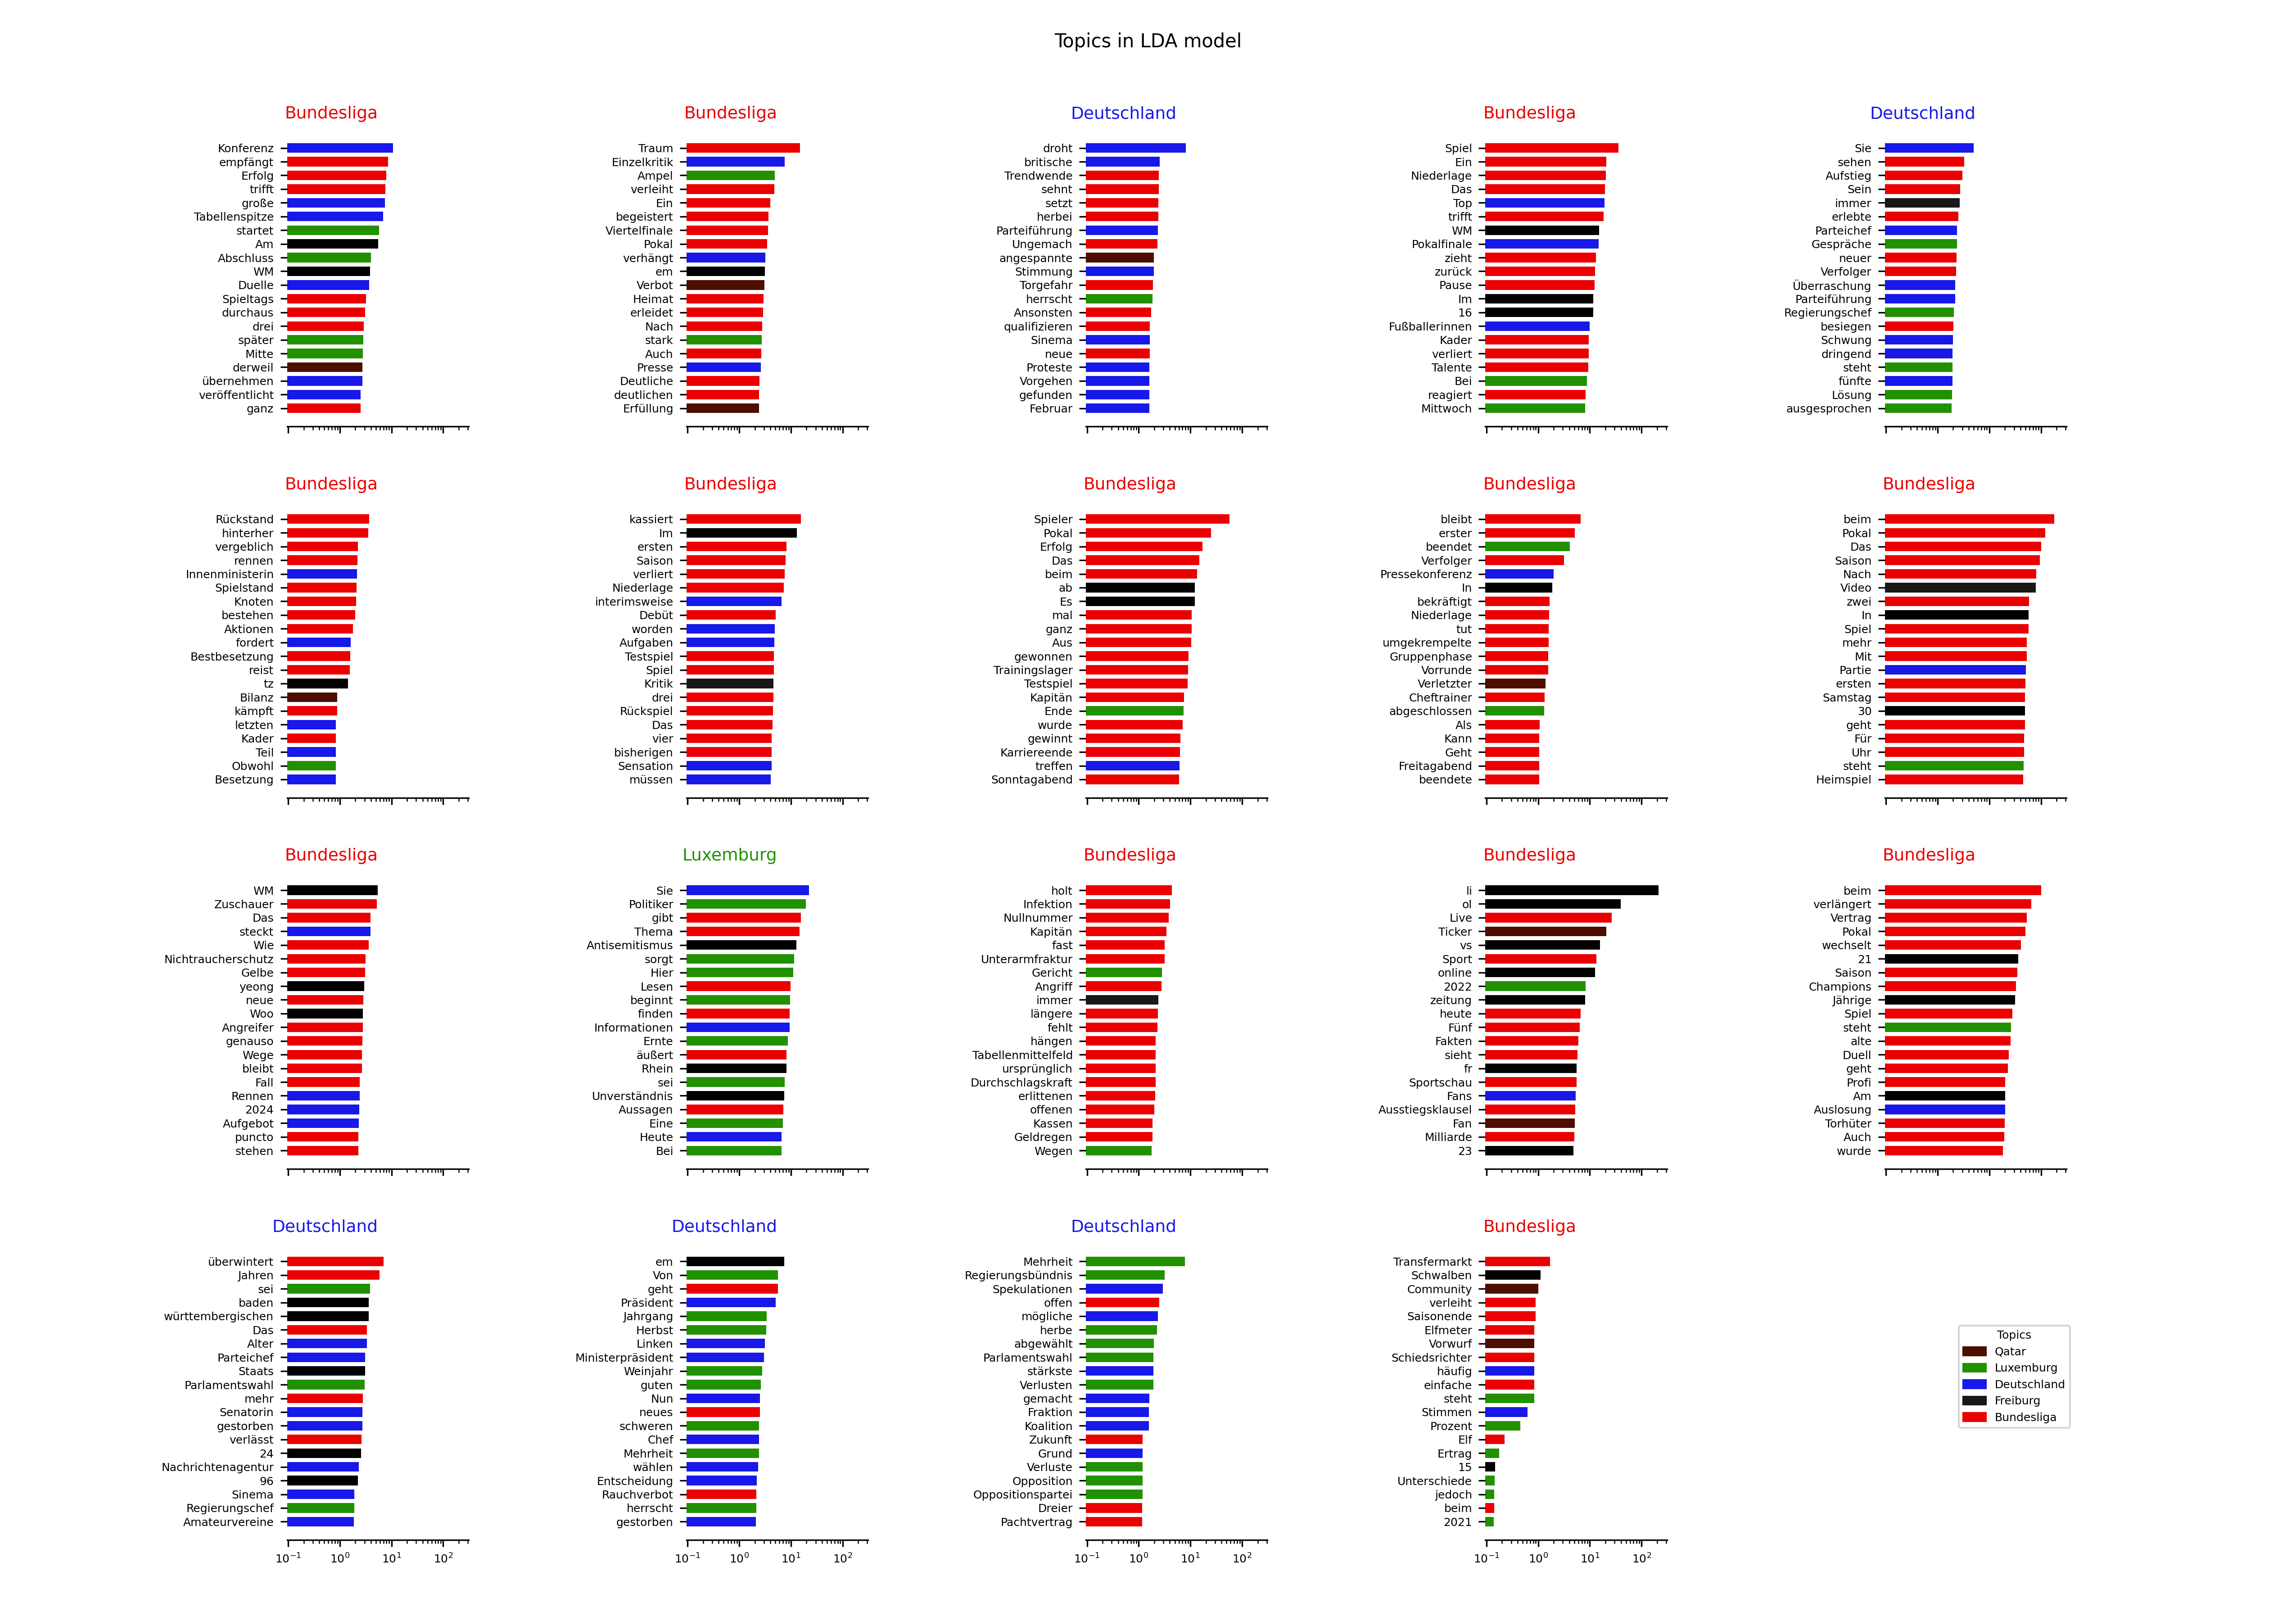 Topics in LDA model
Bundesliga
Konferenz
empfängt
Erfolg
trifft
große
Tabellenspitze
startet
Am
Abschluss
WM
Duelle
Spieltags
durchaus
drei
später
Mitte
derweil
übernehmen
veröffentlicht
ganz
Bundesliga
Traum
Einzelkritik
Ampel
verleiht
Ein
begeistert
Viertelfinale
Pokal
verhängt
em
Verbot
Heimat
erleidet
Nach
stark
Auch
Presse
Deutliche
deutlichen
Erfüllung
Deutschland
droht
britische
Trendwende
sehnt
setzt
herbei
Parteiführung
Ungemach
angespannte
Stimmung
Torgefahr
herrscht
Ansonsten
qualifizieren
Sinema
neue
Proteste
Vorgehen
gefunden
Februar
Bundesliga
Spiel
Ein
Niederlage
Das
Top
trifft
WM
Pokalfinale
zieht
zurück
Pause
Im
16
Fußballerinnen
Kader
verliert
Talente
Bei
reagiert
Mittwoch
Deutschland
Sie
sehen
Aufstieg
Sein
immer
erlebte
Parteichef
Gespräche
neuer
Verfolger
Überraschung
Parteiführung
Regierungschef
besiegen
Schwung
dringend
steht
fünfte
Lösung
ausgesprochen
Bundesliga
Rückstand
hinterher
vergeblich
rennen
Innenministerin
Spielstand
Knoten
bestehen
Aktionen
fordert
Bestbesetzung
reist
tz
Bilanz
kämpft
letzten
Kader
Teil
Obwohl
Besetzung
Bundesliga
kassiert
Im
ersten
Saison
verliert
Niederlage
interimsweise
Debüt
worden
Aufgaben
Testspiel
Spiel
Kritik
drei
Rückspiel
Das
vier
bisherigen
Sensation
müssen
Bundesliga
Spieler
Pokal
Erfolg
Das
beim
ab
Es
mal
ganz
Aus
gewonnen
Trainingslager
Testspiel
Kapitän
Ende
wurde
gewinnt
Karriereende
treffen
Sonntagabend
Bundesliga
bleibt
erster
beendet
Verfolger
Pressekonferenz
In
bekräftigt
Niederlage
tut
umgekrempelte
Gruppenphase
Vorrunde
Verletzter
Cheftrainer
abgeschlossen
Als
Kann
Geht
Freitagabend
beendete
Bundesliga
beim
Pokal
Das
Saison
Nach
Video
zwei
In
Spiel
mehr
Mit
Partie
ersten
Samstag
30
geht
Für
Uhr
steht
Heimspiel
Bundesliga
WM
Zuschauer
Das
steckt
Wie
Nichtraucherschutz
Gelbe
yeong
neue
Woo
Angreifer
genauso
Wege
bleibt
Fall
Rennen
2024
Aufgebot
puncto
stehen
Luxemburg
Sie
Politiker
gibt
Thema
Antisemitismus
sorgt
Hier
Lesen
beginnt
finden
Informationen
Ernte
äußert
Rhein
sei
Unverständnis
Aussagen
Eine
Heute
Bei
Bundesliga
holt
Infektion
Nullnummer
Kapitän
fast
Unterarmfraktur
Gericht
Angriff
immer
längere
fehlt
hängen
Tabellenmittelfeld
ursprünglich
Durchschlagskraft
erlittenen
offenen
Kassen
Geldregen
Wegen
Bundesliga
li
ol
Live
Ticker
vs
Sport
online
2022
zeitung
heute
Fünf
Fakten
sieht
fr
Sportschau
Fans
Ausstiegsklausel
Fan
Milliarde
23
Bundesliga
beim
verlängert
Vertrag
Pokal
wechselt
21
Saison
Champions
Jährige
Spiel
steht
alte
Duell
geht
Profi
Am
Auslosung
Torhüter
Auch
wurde
Deutschland
überwintert
Jahren
sei
baden
württembergischen
Das
Alter
Parteichef
Staats
Parlamentswahl
mehr
Senatorin
gestorben
verlässt
24
Nachrichtenagentur
96
Sinema
Regierungschef
Amateurvereine
10⁻¹ 10⁰ 10¹ 10²
Deutschland
em
Von
geht
Präsident
Jahrgang
Herbst
Linken
Ministerpräsident
Weinjahr
guten
Nun
neues
schweren
Chef
Mehrheit
wählen
Entscheidung
Rauchverbot
herrscht
gestorben
10⁻¹ 10⁰ 10¹ 10²
Deutschland
Mehrheit
Regierungsbündnis
Spekulationen
offen
mögliche
herbe
abgewählt
Parlamentswahl
stärkste
Verlusten
gemacht
Fraktion
Koalition
Zukunft
Grund
Verluste
Opposition
Oppositionspartei
Dreier
Pachtvertrag
10⁻¹ 10⁰ 10¹ 10²
Bundesliga
Transfermarkt
Schwalben
Community
verleiht
Saisonende
Elfmeter
Vorwurf
Schiedsrichter
häufig
einfache
steht
Stimmen
Prozent
Elf
Ertrag
15
Unterschiede
jedoch
beim
2021
10⁻¹ 10⁰ 10¹ 10²
Topics
Qatar
Luxemburg
Deutschland
Freiburg
Bundesliga